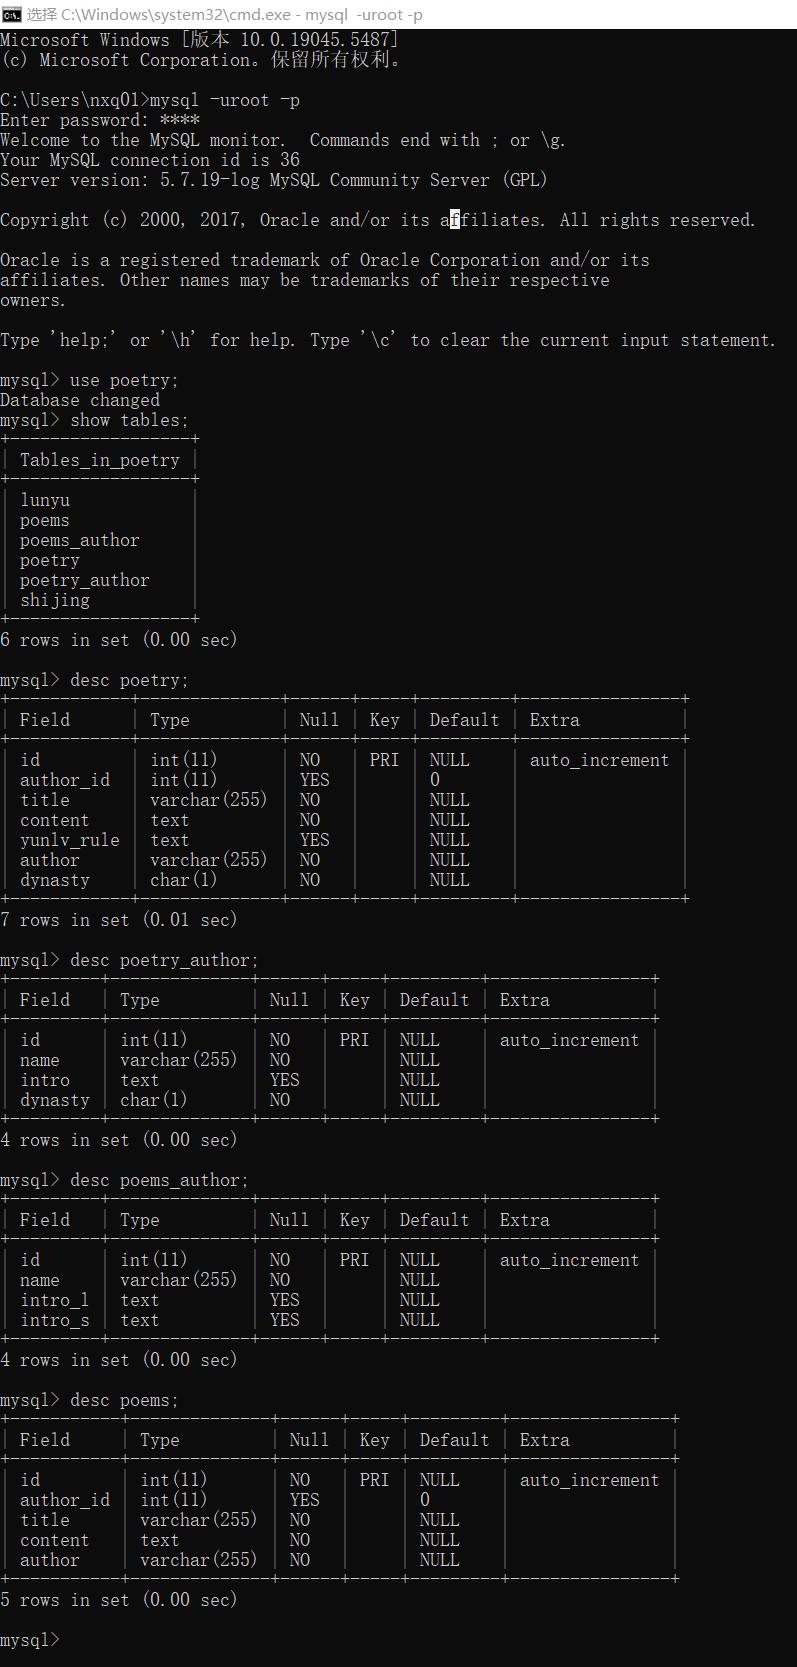 选择 C:\Windows\system32\cmd.exe - mysql  -uroot -p
Microsoft Windows [版本 10.0.19045.5487]
(c) Microsoft Corporation。保留所有权利。
C:\Users\nxq01>mysql -uroot -p
Enter password: ****
Welcome to the MySQL monitor.  Commands end with ; or \g.
Your MySQL connection id is 36
Server version: 5.7.19-log MySQL Community Server (GPL)
Copyright (c) 2000, 2017, Oracle and/or its affiliates. All rights reserved.
Oracle is a registered trademark of Oracle Corporation and/or its
affiliates. Other names may be trademarks of their respective
owners.
Type 'help;' or '\h' for help. Type '\c' to clear the current input statement.
mysql> use poetry;
Database changed
mysql> show tables;
+------------------+
| Tables_in_poetry |
+------------------+
| lunyu            |
| poems            |
| poems_author     |
| poetry           |
| poetry_author    |
| shijing          |
+------------------+
6 rows in set (0.00 sec)
mysql> desc poetry;
+------------+--------------+------+-----+---------+----------------+
| Field      | Type         | Null | Key | Default | Extra          |
+------------+--------------+------+-----+---------+----------------+
| id         | int(11)      | NO   | PRI | NULL    | auto_increment |
| author_id  | int(11)      | YES  |     | 0       |                |
| title      | varchar(255) | NO   |     | NULL    |                |
| content    | text         | NO   |     | NULL    |                |
| yunlv_rule | text         | YES  |     | NULL    |                |
| author     | varchar(255) | NO   |     | NULL    |                |
| dynasty    | char(1)      | NO   |     | NULL    |                |
+------------+--------------+------+-----+---------+----------------+
7 rows in set (0.01 sec)
mysql> desc poetry_author;
+---------+--------------+------+-----+---------+----------------+
| Field   | Type         | Null | Key | Default | Extra          |
+---------+--------------+------+-----+---------+----------------+
| id      | int(11)      | NO   | PRI | NULL    | auto_increment |
| name    | varchar(255) | NO   |     | NULL    |                |
| intro   | text         | YES  |     | NULL    |                |
| dynasty | char(1)      | NO   |     | NULL    |                |
+---------+--------------+------+-----+---------+----------------+
4 rows in set (0.00 sec)
mysql> desc poems_author;
+---------+--------------+------+-----+---------+----------------+
| Field   | Type         | Null | Key | Default | Extra          |
+---------+--------------+------+-----+---------+----------------+
| id      | int(11)      | NO   | PRI | NULL    | auto_increment |
| name    | varchar(255) | NO   |     | NULL    |                |
| intro_l | text         | YES  |     | NULL    |                |
| intro_s | text         | YES  |     | NULL    |                |
+---------+--------------+------+-----+---------+----------------+
4 rows in set (0.00 sec)
mysql> desc poems;
+-----------+--------------+------+-----+---------+----------------+
| Field     | Type         | Null | Key | Default | Extra          |
+-----------+--------------+------+-----+---------+----------------+
| id        | int(11)      | NO   | PRI | NULL    | auto_increment |
| author_id | int(11)      | YES  |     | 0       |                |
| title     | varchar(255) | NO   |     | NULL    |                |
| content   | text         | NO   |     | NULL    |                |
| author    | varchar(255) | NO   |     | NULL    |                |
+-----------+--------------+------+-----+---------+----------------+
5 rows in set (0.00 sec)
mysql>